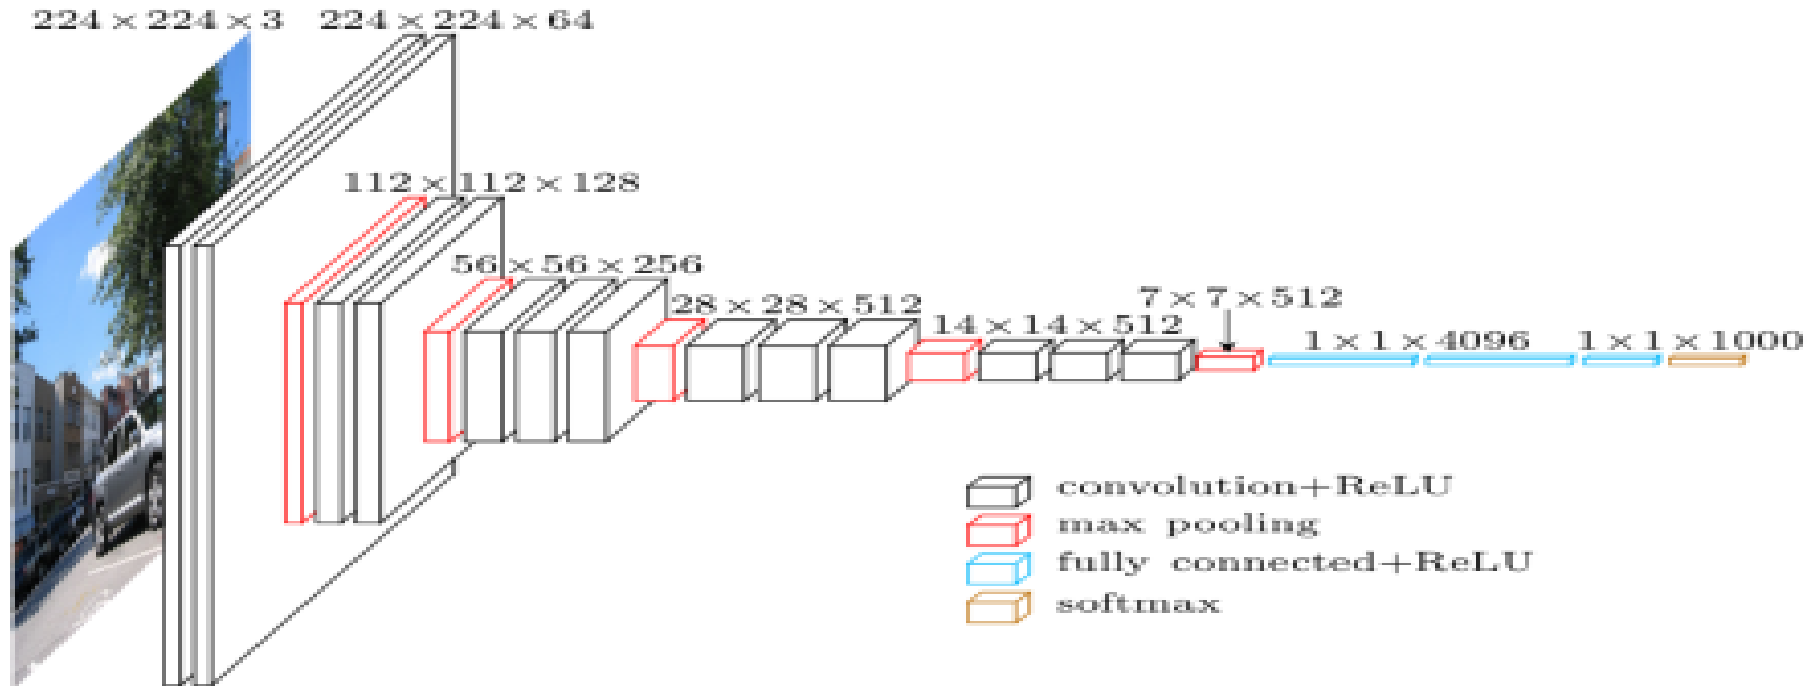 224 × 224 × 3
224 × 224 × 64
112 × 112 × 128
56 × 56 × 256
28 × 28 × 512
14 × 14 × 512
7 × 7 × 512
1 × 1 × 4096
1 × 1 × 1000
convolution+ReLU
max pooling
fully connected+ReLU
softmax